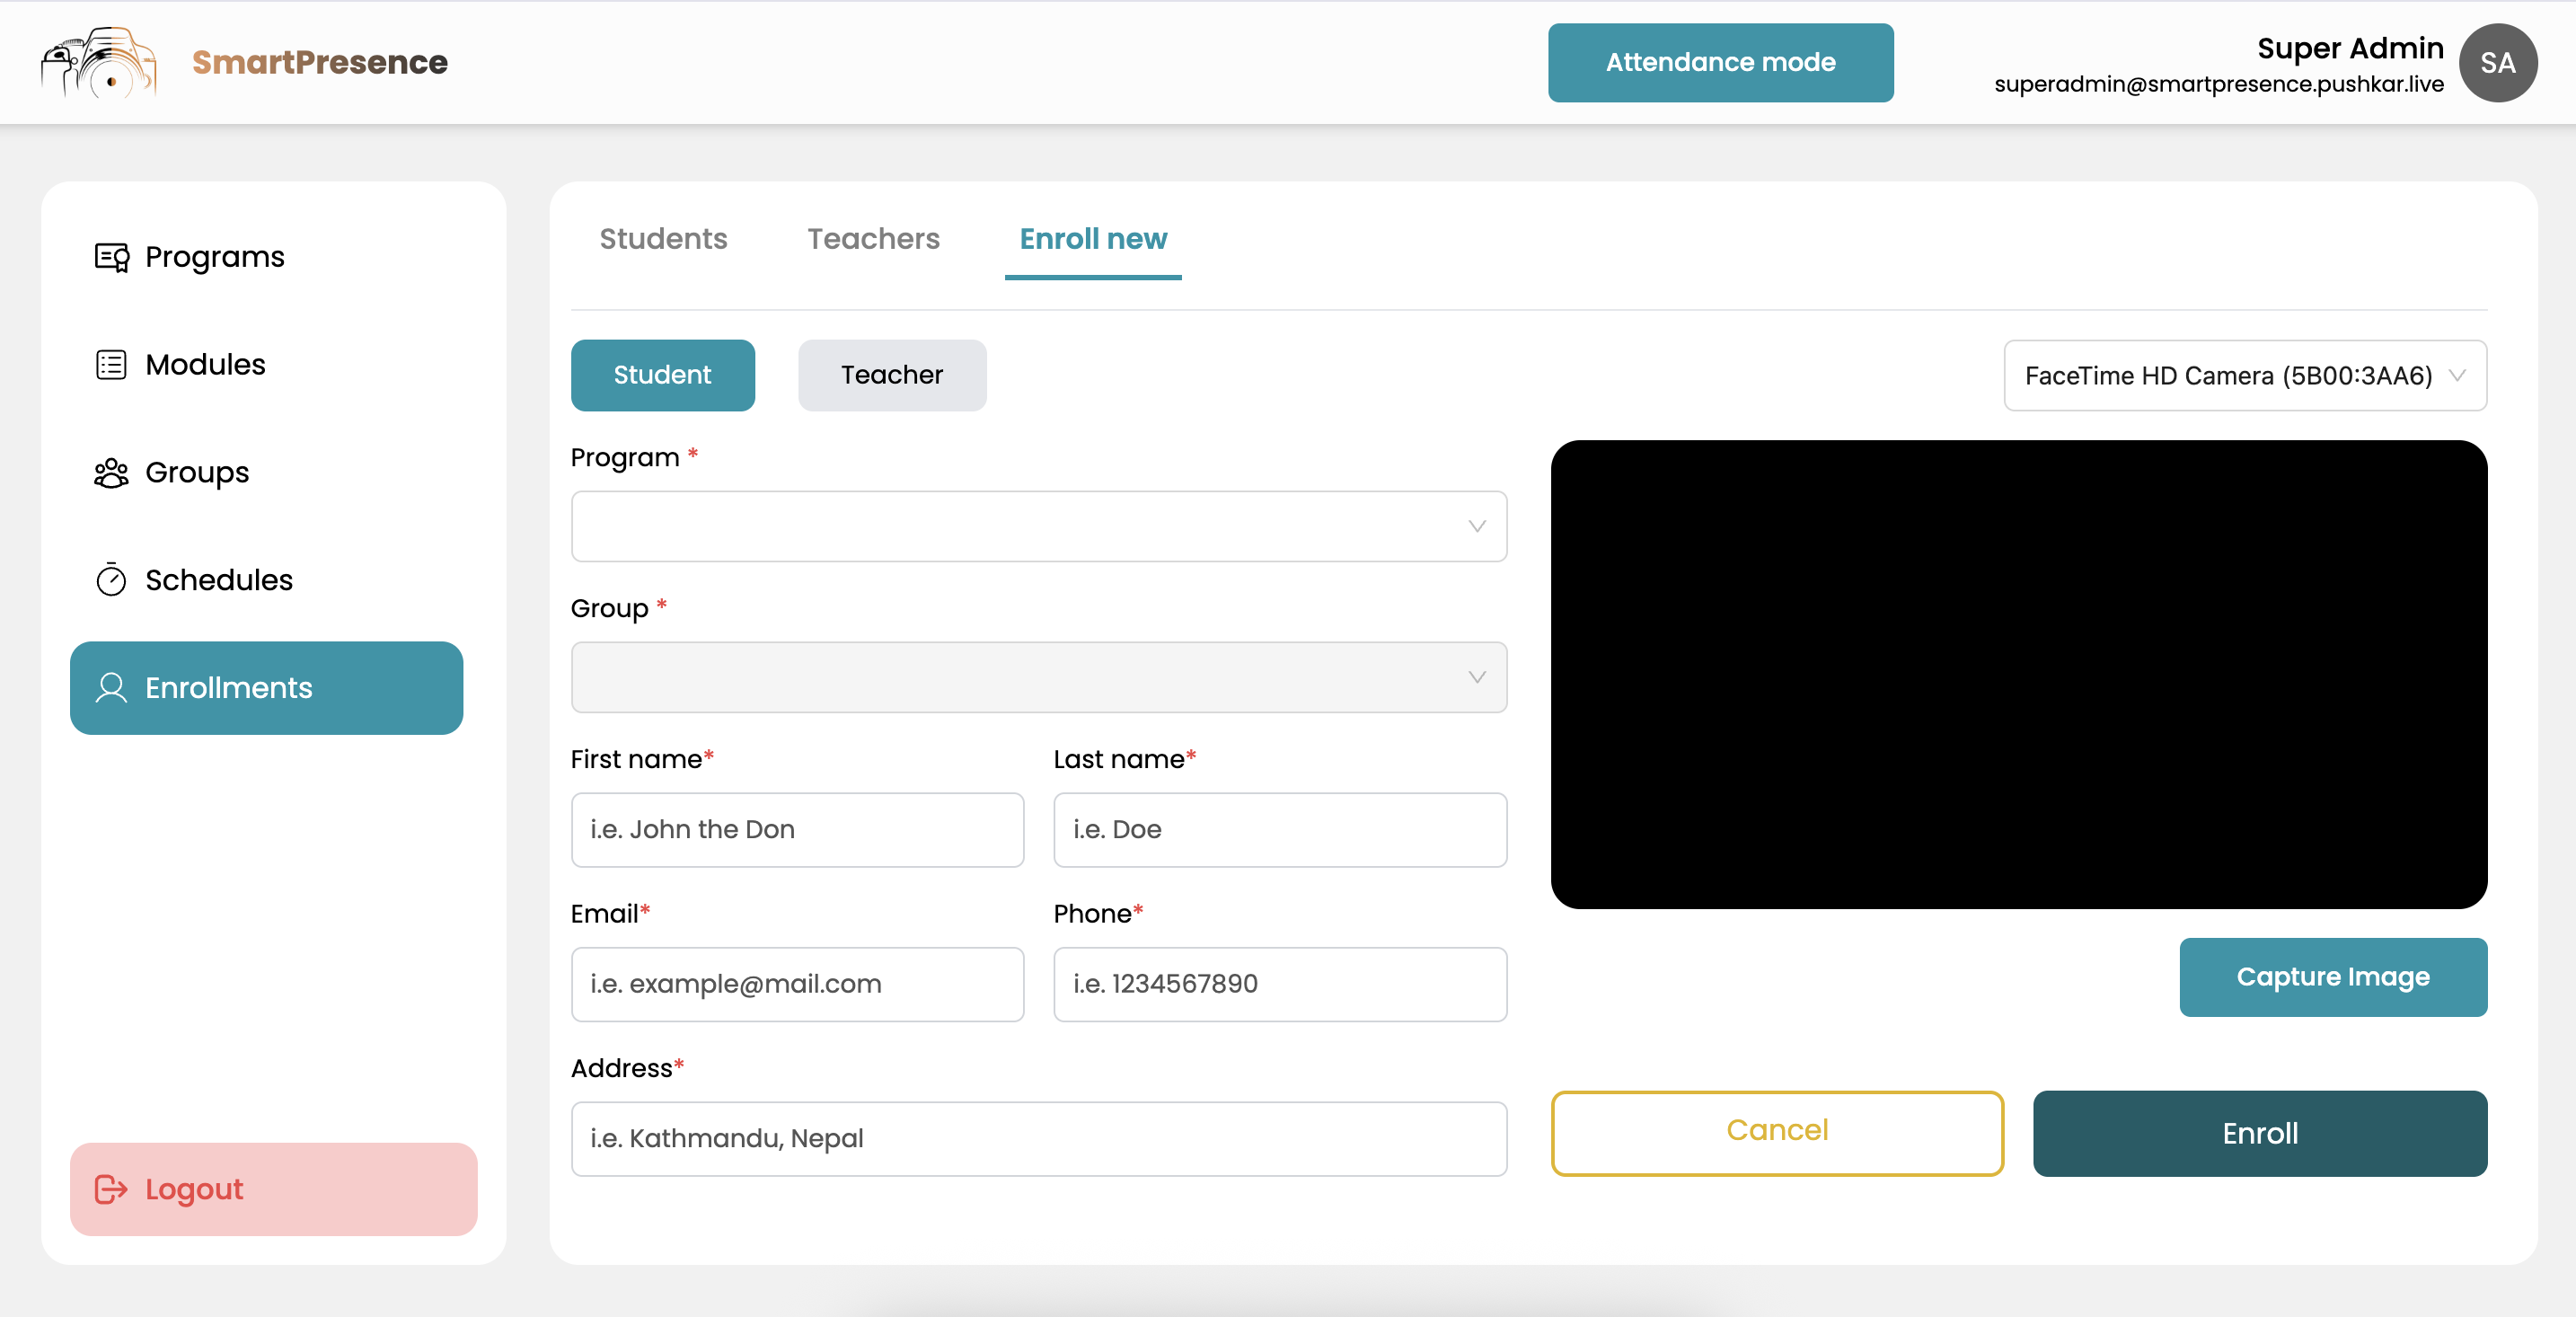 SmartPresence
Attendance mode
Super Admin
superadmin@smartpresence.pushkar.live
SA
Programs
Modules
Groups
Schedules
Enrollments
Logout
Students Teachers Enroll new
Student Teacher
FaceTime HD Camera (5B00:3AA6)
Program *
Group *
First name* Last name*
i.e. John the Don i.e. Doe
Email* Phone*
i.e. example@mail.com i.e. 1234567890
Address*
i.e. Kathmandu, Nepal
Capture Image
Cancel Enroll